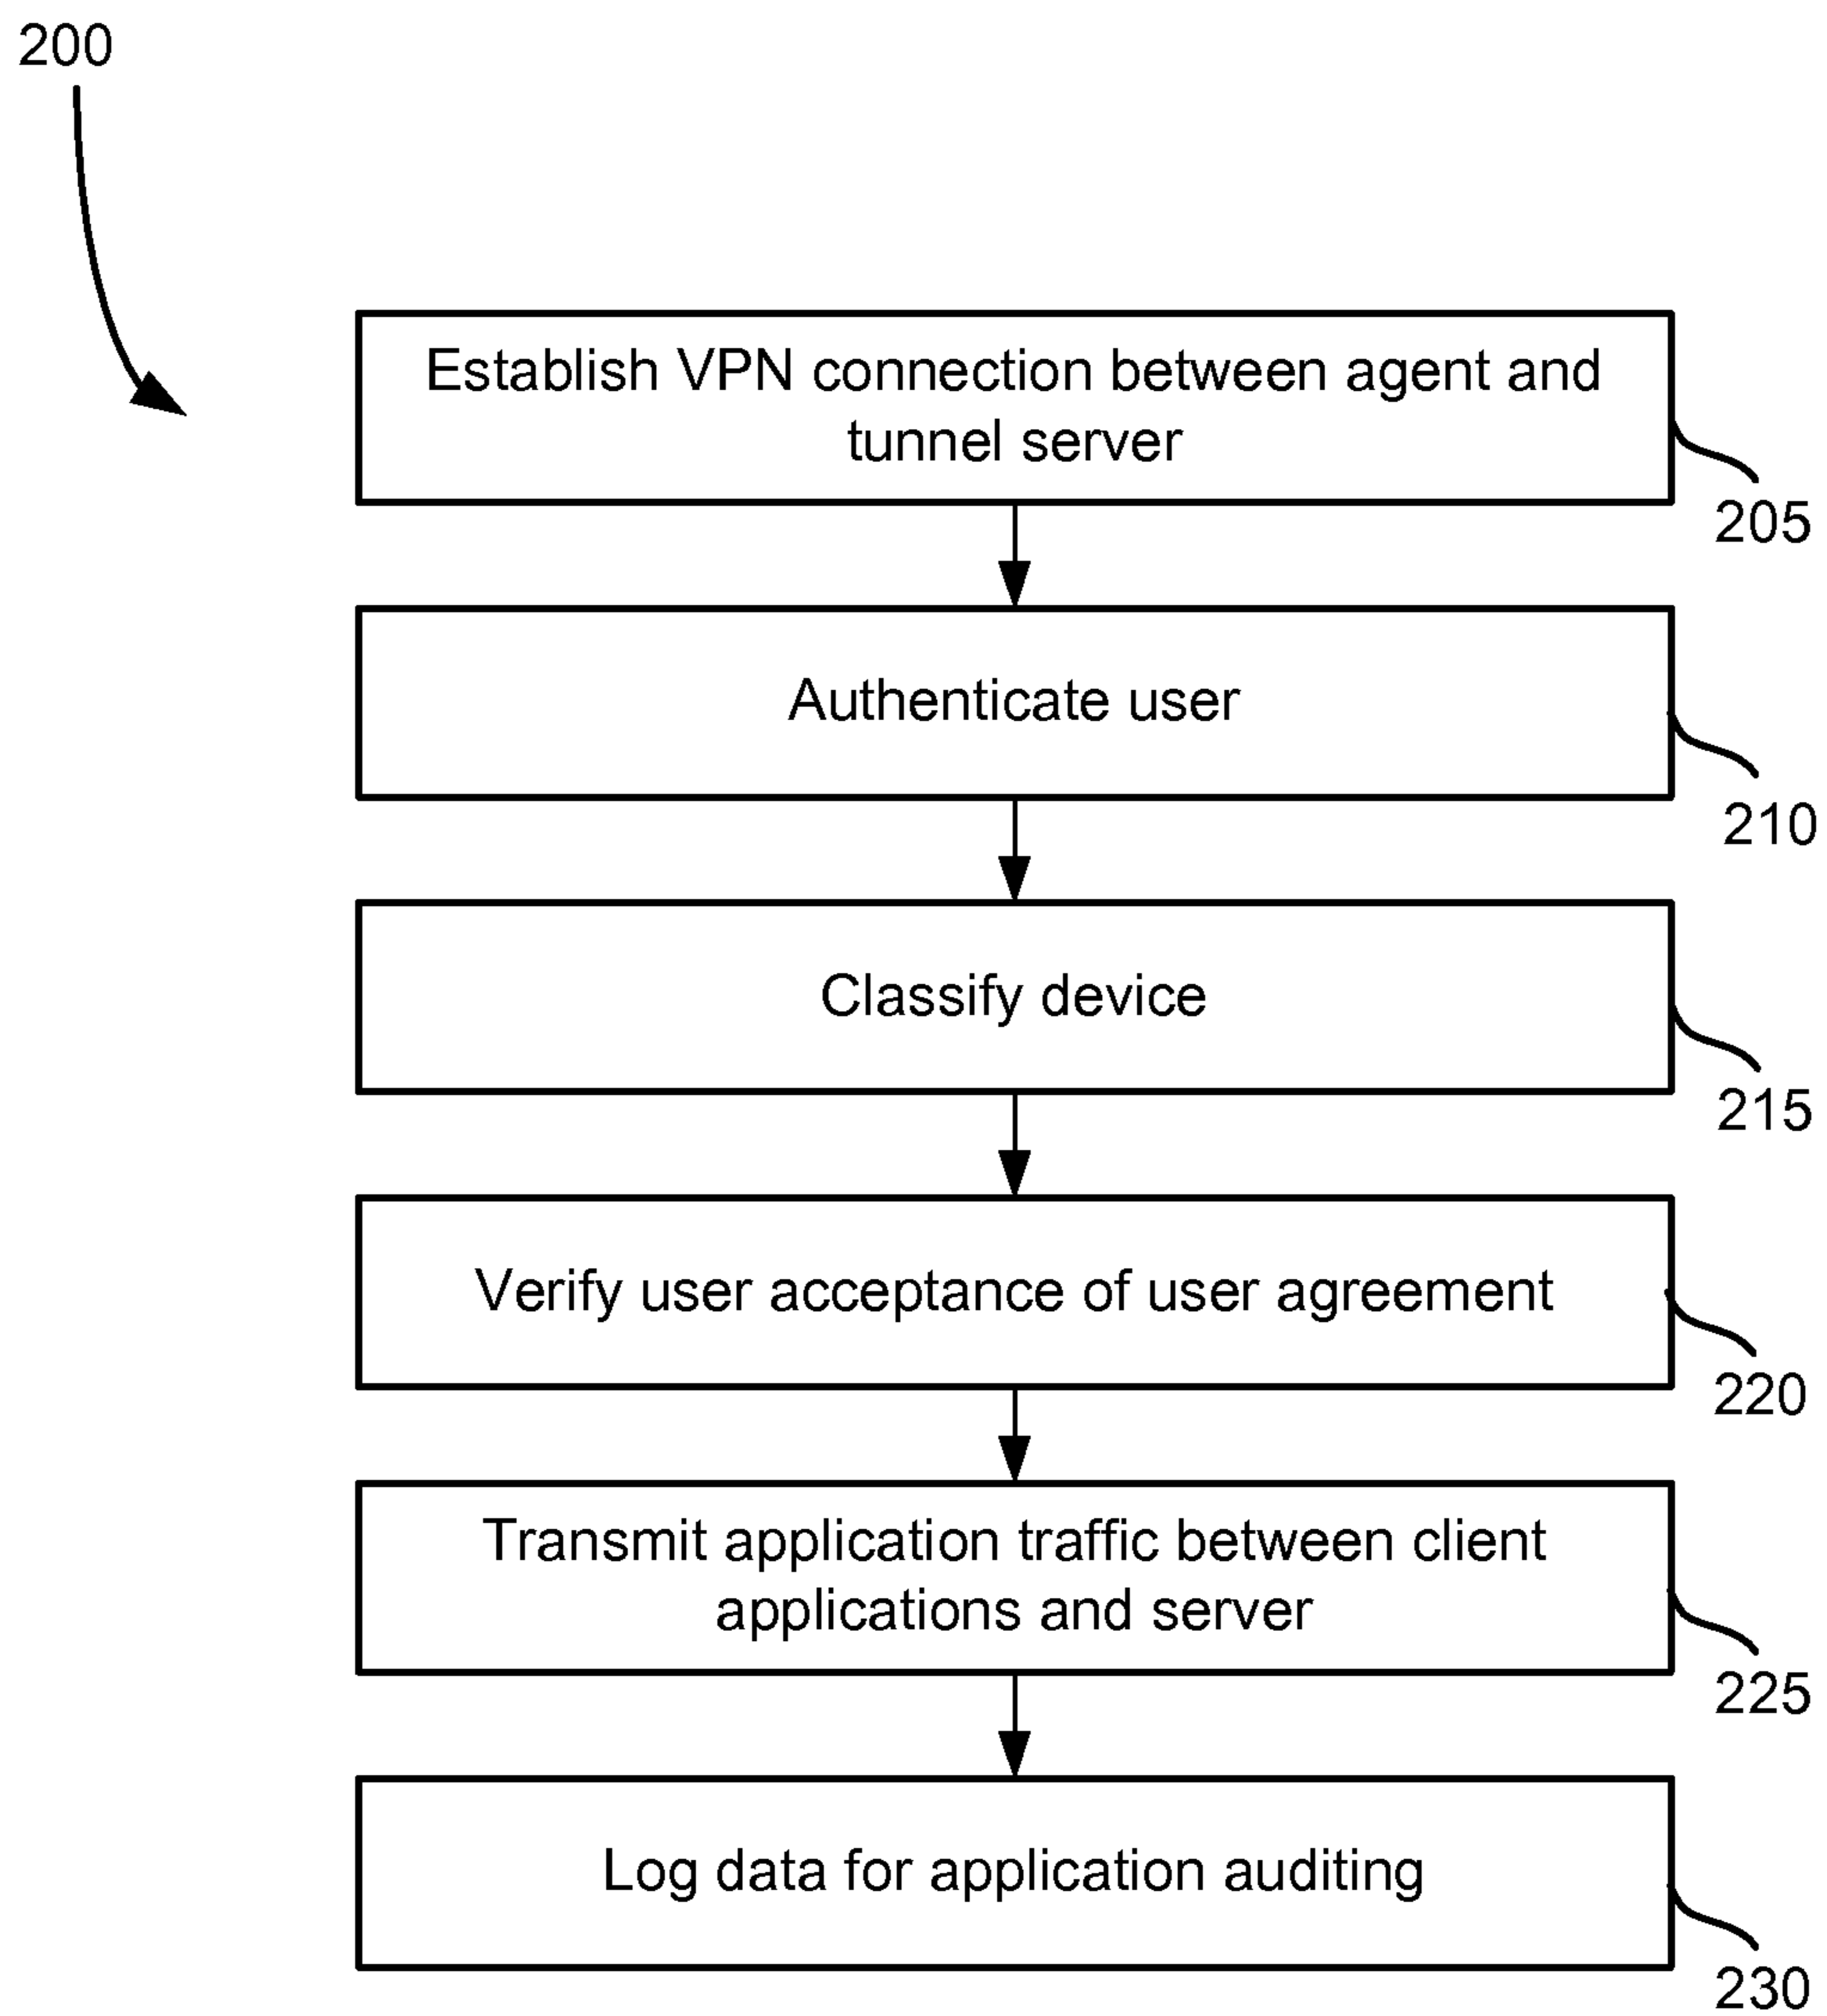 200
Establish VPN connection between agent and
tunnel server
205
Authenticate user
210
Classify device
215
Verify user acceptance of user agreement
220
Transmit application traffic between client
applications and server
225
Log data for application auditing
230